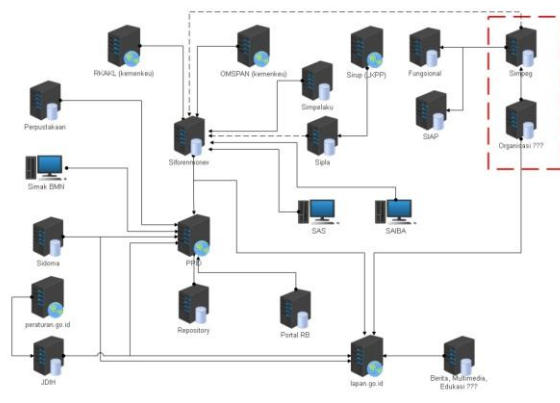 RKAKL (kemenkeu)
OMSPAN (kemenkeu)
Sirup (LKPP)
Fungsional
Simpeg
Simpelaku
Perpustakaan
SIAP
Organisasi ???
Siforenmonev
Sipla
Simak BMN
SAS
SAIBA
Sidoma
PPID
peraturan.go.id
Repository
Portal RB
JDIH
lapan.go.id
Berita, Multimedia,
Edukasi ???